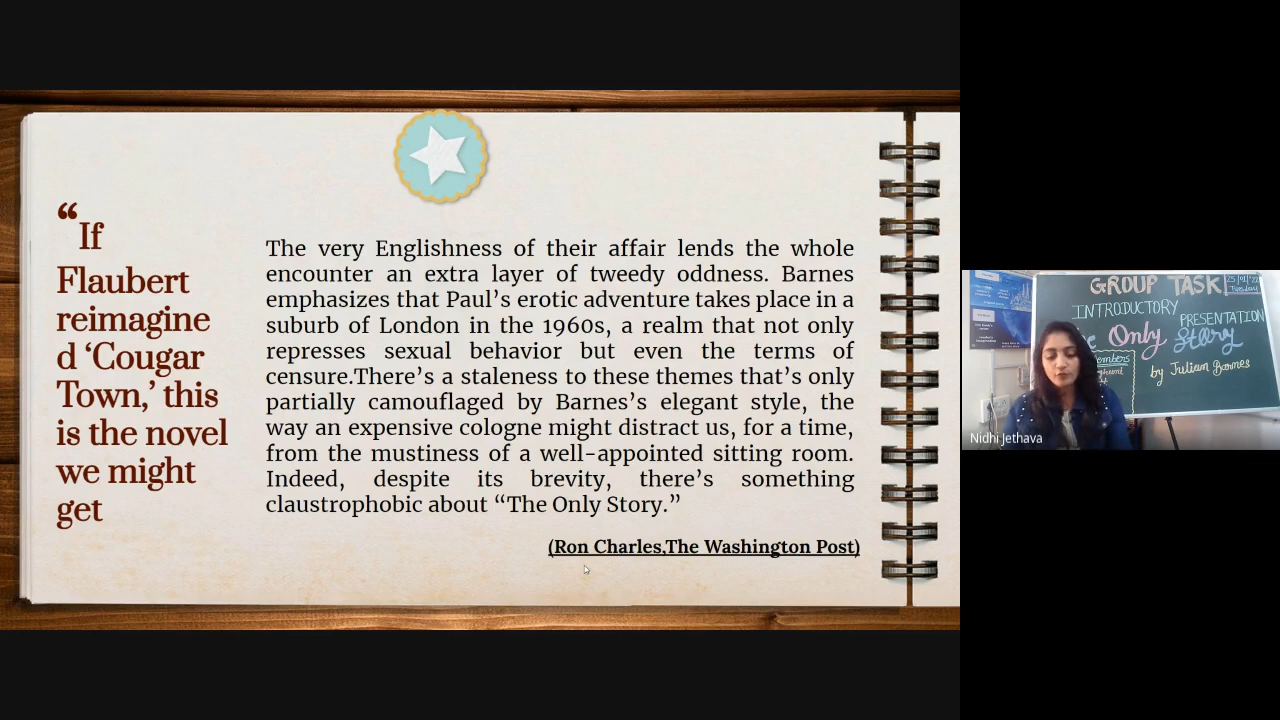 “If
Flaubert
reimagine
d ‘Cougar
Town,’ this
is the novel
we might
get
The very Englishness of their affair lends the whole
encounter an extra layer of tweedy oddness. Barnes
emphasizes that Paul’s erotic adventure takes place in a
suburb of London in the 1960s, a realm that not only
represses sexual behavior but even the terms of
censure.There’s a staleness to these themes that’s only
partially canouflaged by Barnes’s elegant style, the
way an expensive cologne might distract us, for a time,
from the mustiness of a well-appointed sitting room.
Indeed, despite its brevity, there’s something
claustrophobic about “The Only Story.”
(Ron Charles,The Washington Post)
GROUP TASK
INTRODUCTORY
PRESENTATION
Only Story
by Julian Barnes
Nidhi Jethava